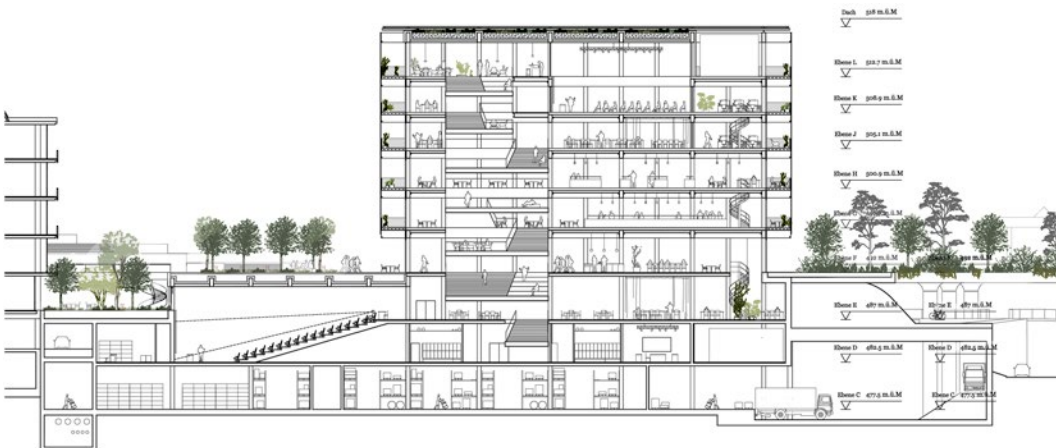 Dach 518 m.ü.M
Ebene L 512.7 m.ü.M
Ebene K 508.9 m.ü.M
Ebene J 505.1 m.ü.M
Ebene H 500.9 m.ü.M
Ebene E 487 m.ü.M
Ebene E 487 m.ü.M
Ebene D 482.5 m.ü.M
Ebene D 482.5 m.ü.M
Ebene C 477.5 m.ü.M
Ebene C 477.5 m.ü.M